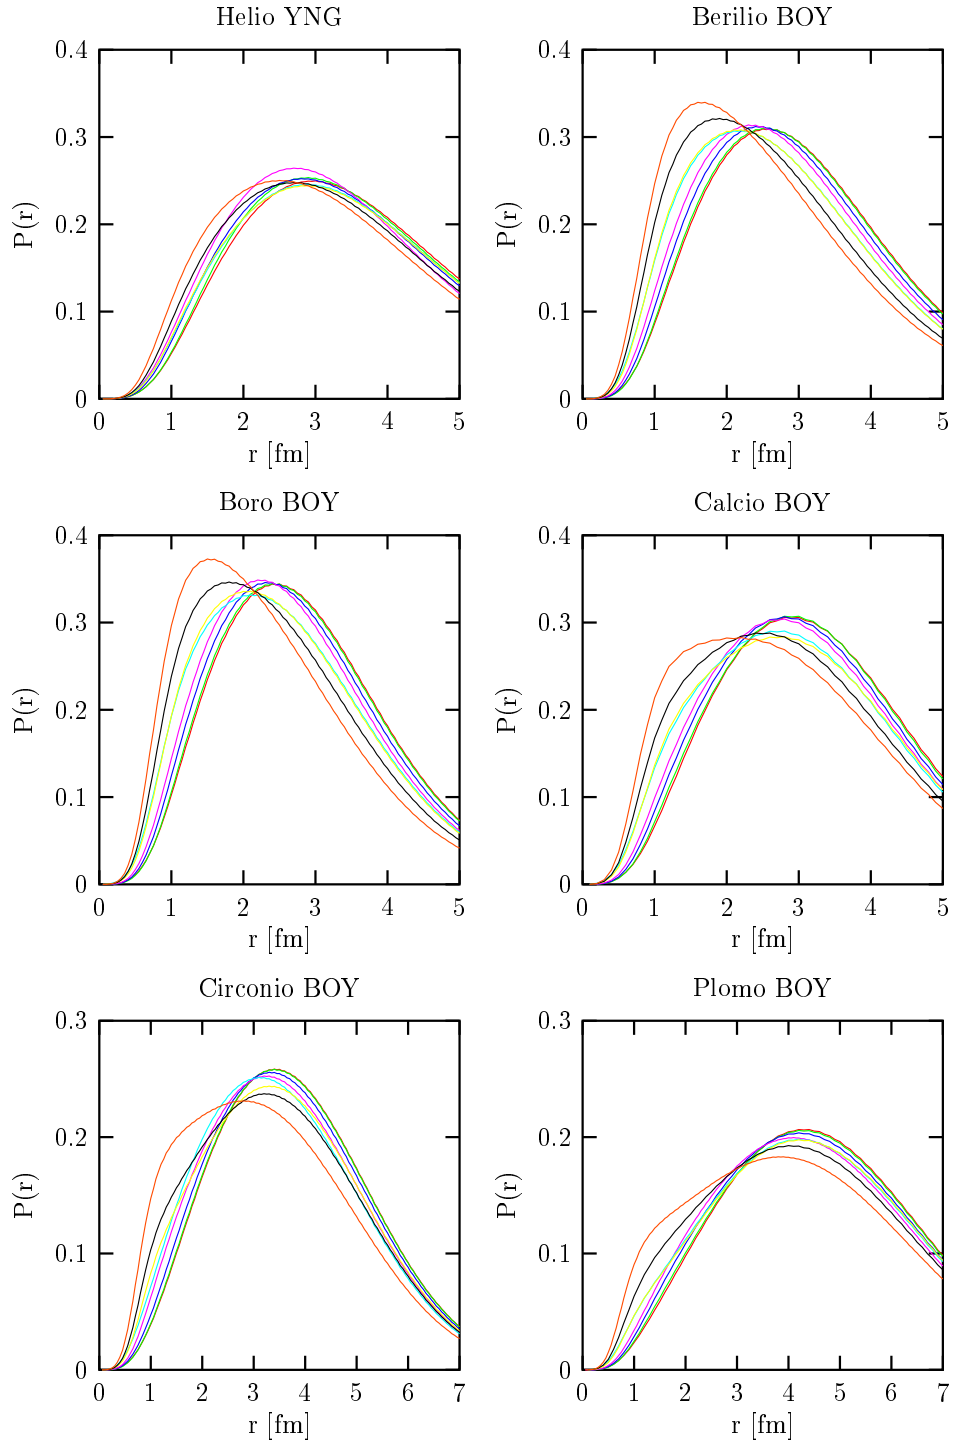 Helio YNG
P(r)
0.4
0.3
0.2
0.1
0
0 1 2 3 4 5
r [fm]
Berilio BOY
P(r)
0.4
0.3
0.2
0.1
0
0 1 2 3 4 5
r [fm]
Boro BOY
P(r)
0.4
0.3
0.2
0.1
0
0 1 2 3 4 5
r [fm]
Calcio BOY
P(r)
0.4
0.3
0.2
0.1
0
0 1 2 3 4 5
r [fm]
Circonio BOY
P(r)
0.3
0.2
0.1
0
0 1 2 3 4 5 6 7
r [fm]
Plomo BOY
P(r)
0.3
0.2
0.1
0
0 1 2 3 4 5 6 7
r [fm]